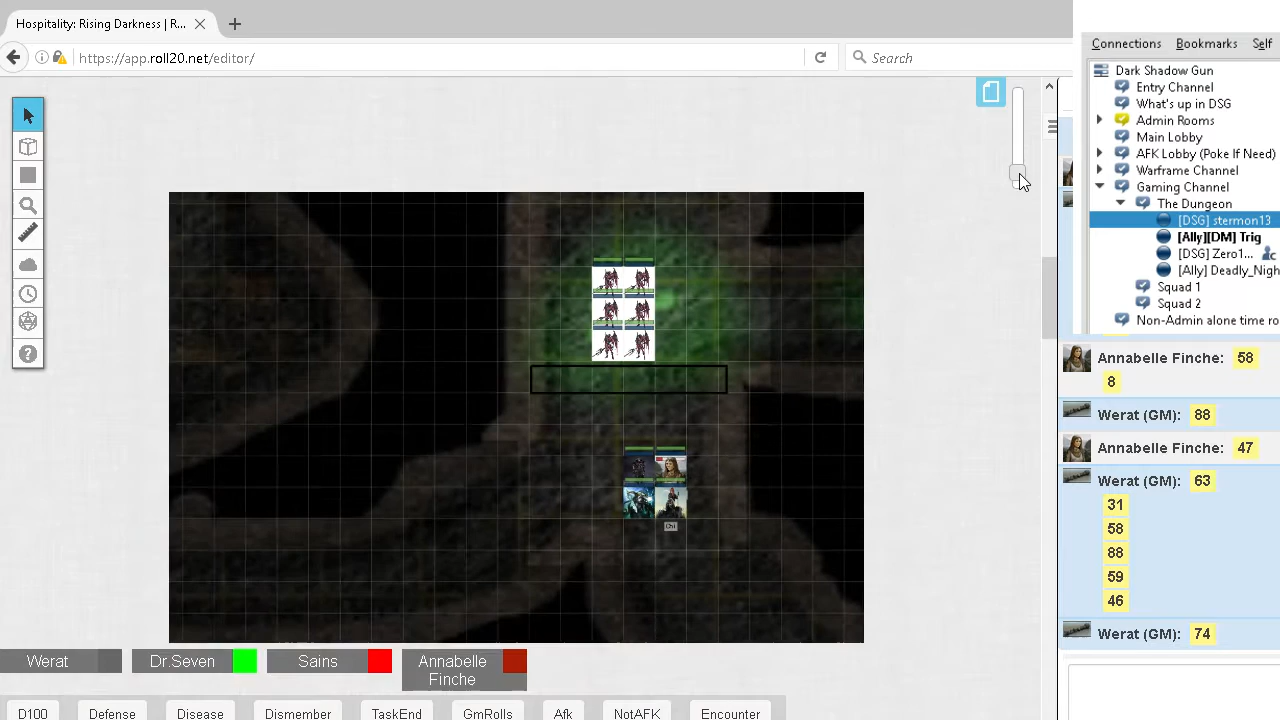 Hospitality: Rising Darkness | R...
https://app.roll20.net/editor/
Search
Connections Bookmarks Self
Dark Shadow Gun
Entry Channel
What's up in DSG
Admin Rooms
Main Lobby
AFK Lobby (Poke If Need)
Warframe Channel
Gaming Channel
The Dungeon
[DSG] stermon13
[Ally][DM] Trig
[DSG] Zero1...
[Ally] Deadly_Nigh
Squad 1
Squad 2
Non-Admin alone time ro
Annabelle Finche: 58
8
Werat (GM): 88
Annabelle Finche: 47
Werat (GM): 63
31
58
88
59
46
Werat (GM): 74
Chi
Werat
Dr.Seven
Sains
Annabelle
Finche
D100
Defense
Disease
Dismember
TaskEnd
GmRolls
Afk
NotAFK
Encounter